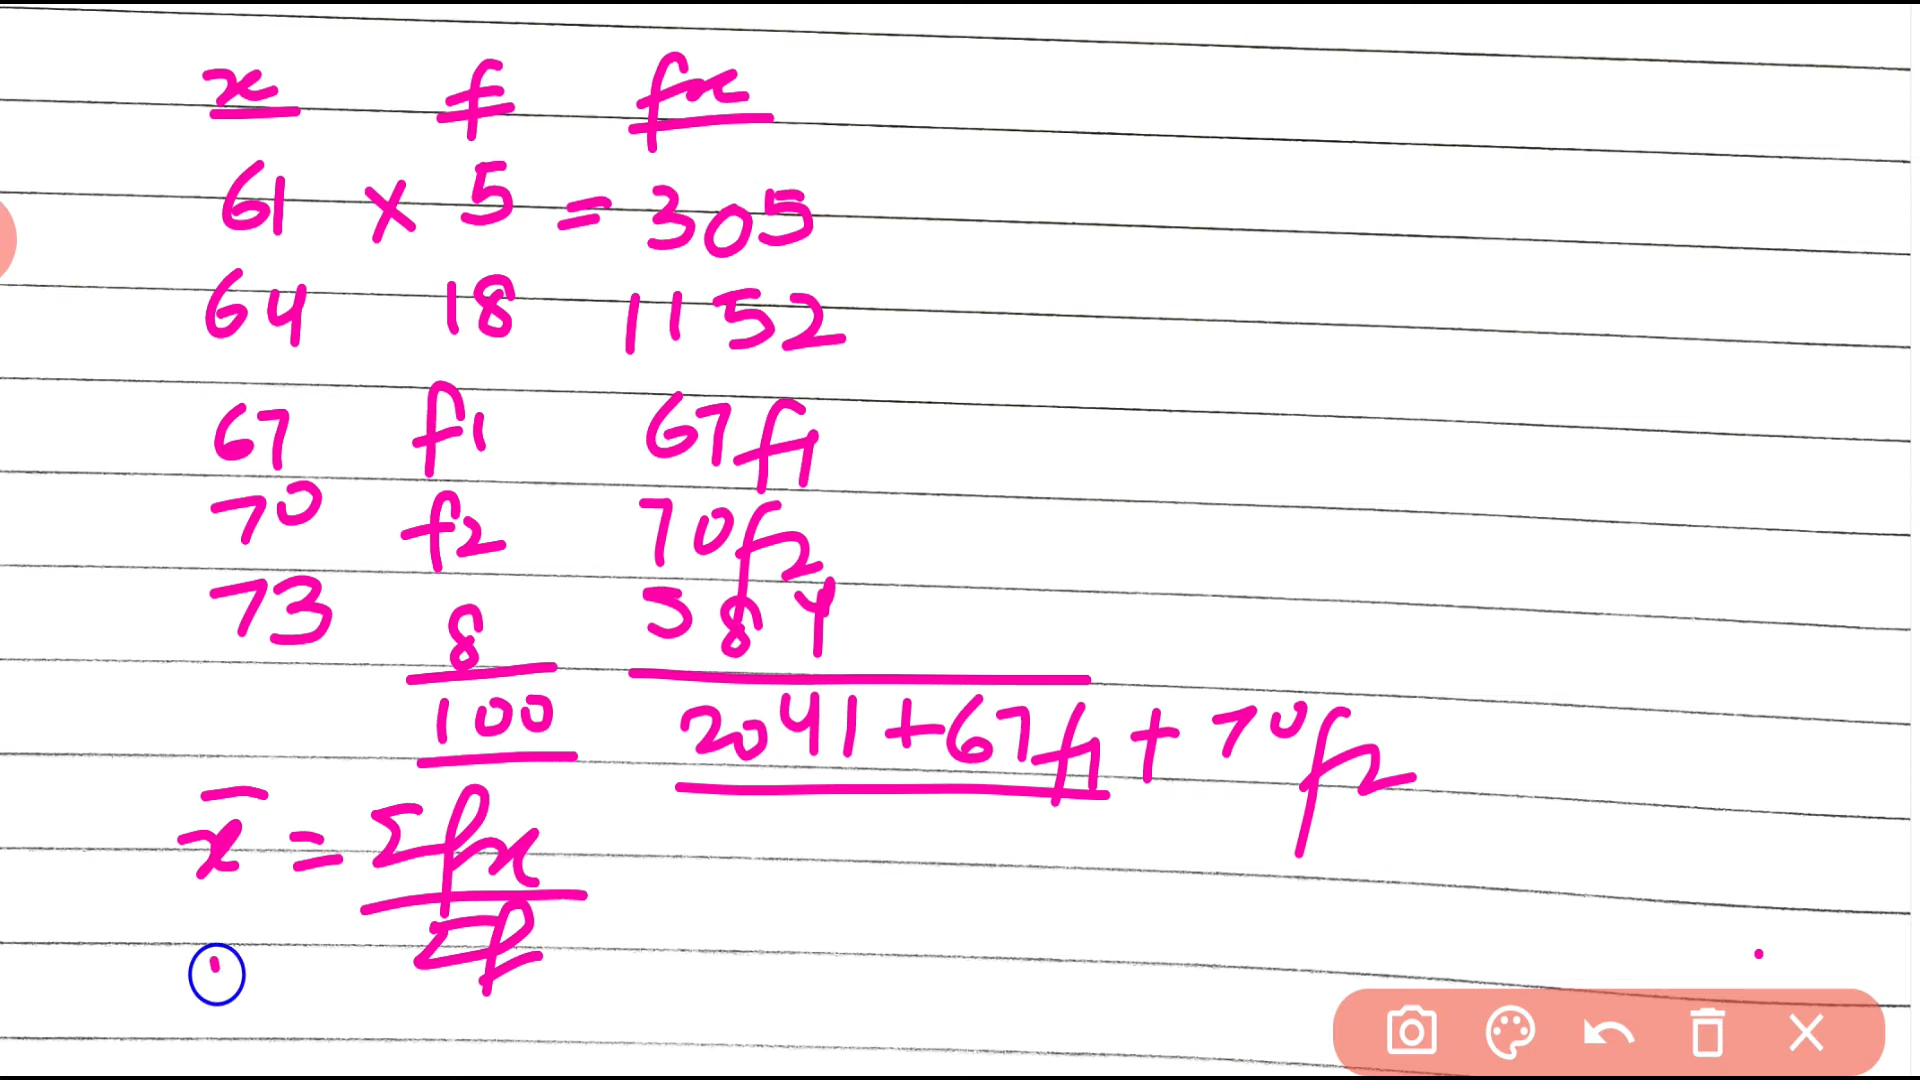 x f fx
61 × 5 = 305
64 18 1152
67 f1 67f1
70 f2 70f2
73 8 584
100 2041+67f1+70f2
x̄ = Σfx
Σf